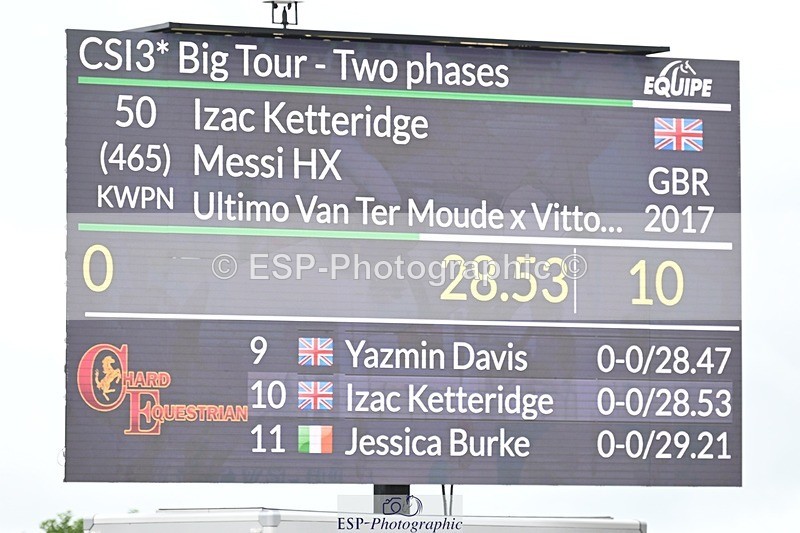 CSI3* Big Tour - Two phases
EQUIPE
50 Izac Ketteridge
(465) Messi HX GBR
KWPN Ultimo Van Ter Moude x Vitto... 2017
0 28.53 10
© ESP-Photographic ©
9 Yazmin Davis 0-0/28.47
CHARD EQUESTRIAN
10 Izac Ketteridge 0-0/28.53
11 Jessica Burke 0-0/29.21
ESP-Photographic